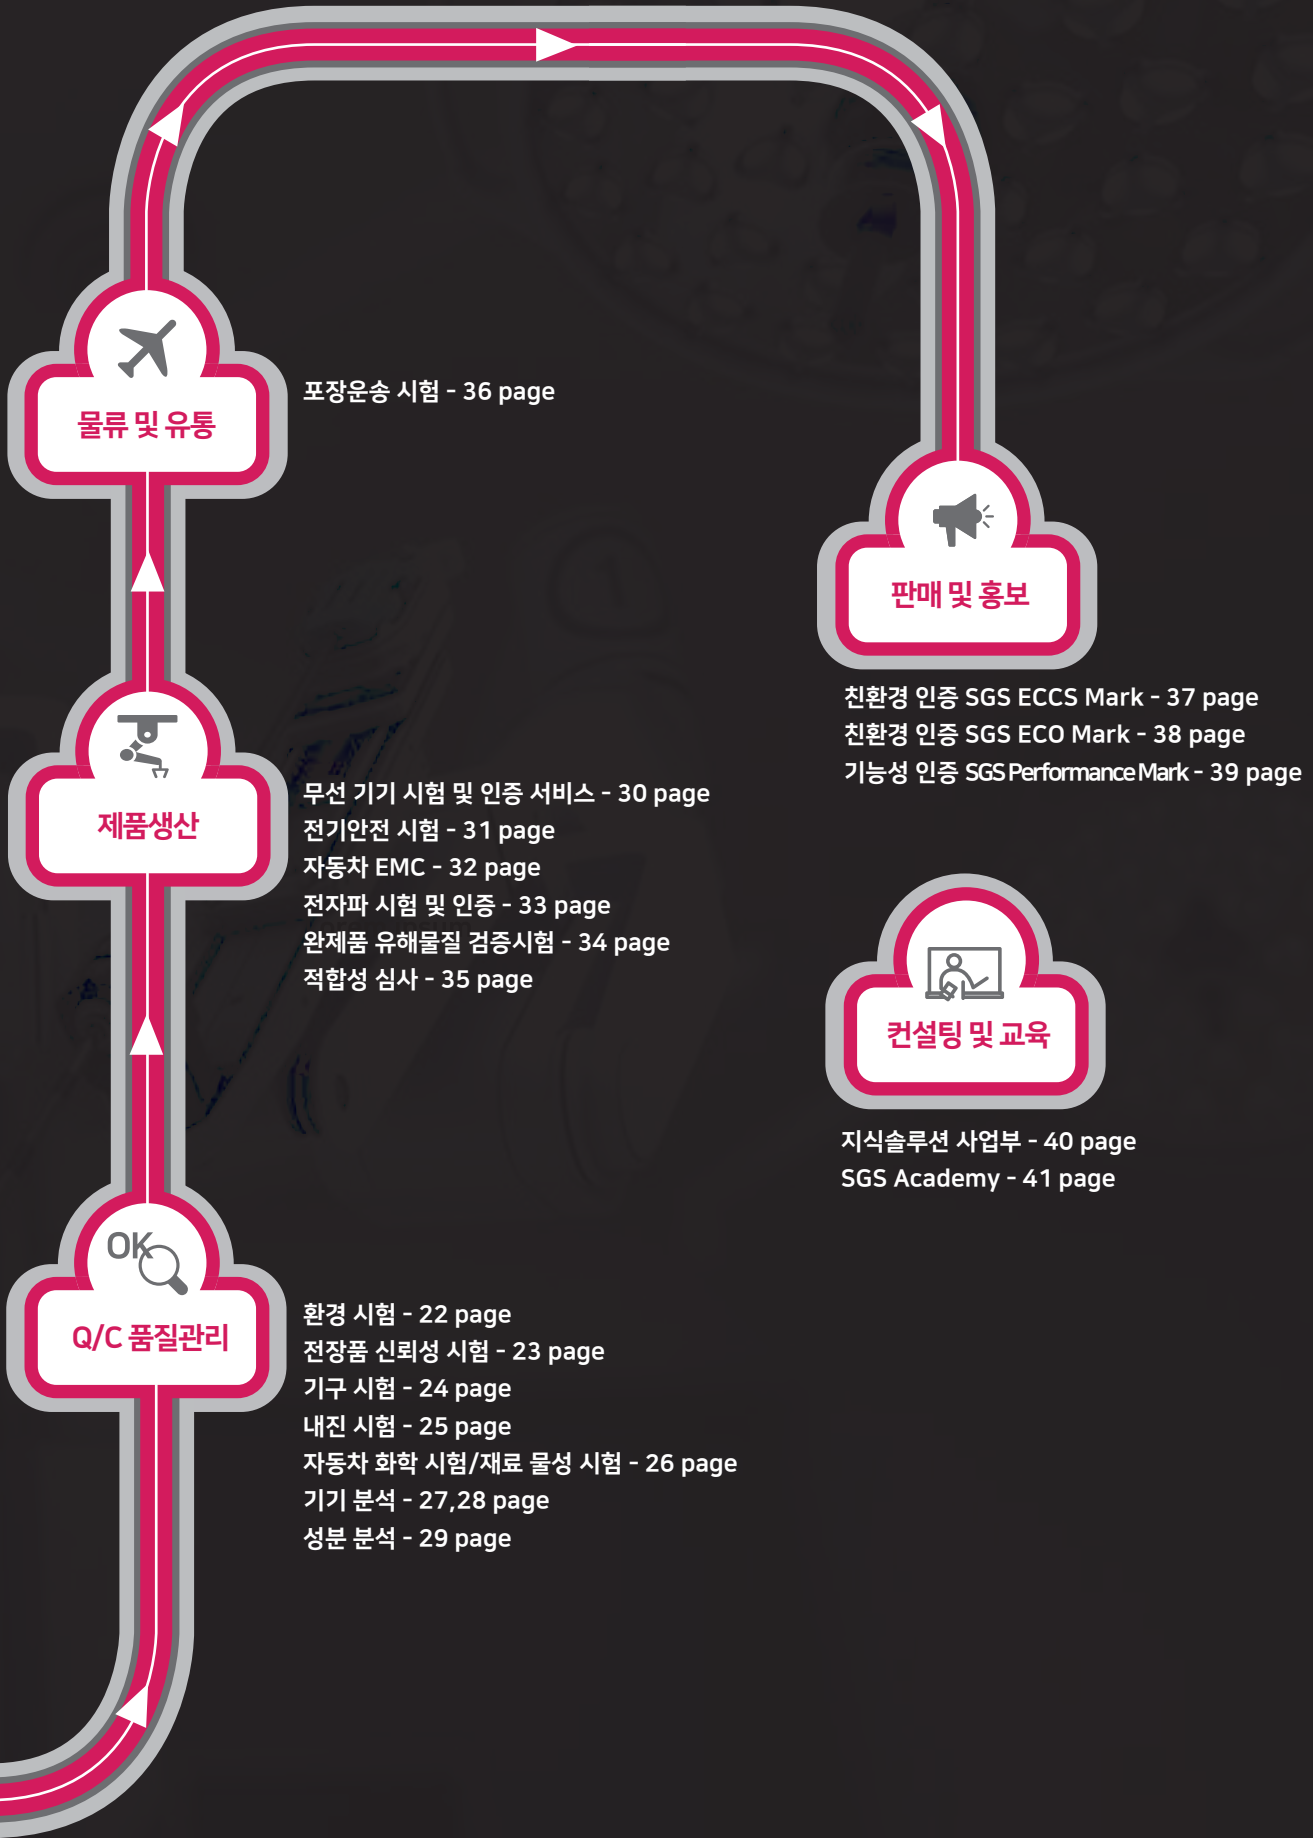 물류 및 유통
포장운송 시험 - 36 page
제품생산
무선 기기 시험 및 인증 서비스 - 30 page
전기안전 시험 - 31 page
자동차 EMC - 32 page
전자파 시험 및 인증 - 33 page
완제품 유해물질 검증시험 - 34 page
적합성 심사 - 35 page
OK
Q/C 품질관리
환경 시험 - 22 page
전장품 신뢰성 시험 - 23 page
기구 시험 - 24 page
내진 시험 - 25 page
자동차 화학 시험/재료 물성 시험 - 26 page
기기 분석 - 27,28 page
성분 분석 - 29 page
판매 및 홍보
친환경 인증 SGS ECCS Mark - 37 page
친환경 인증 SGS ECO Mark - 38 page
기능성 인증 SGS Performance Mark - 39 page
컨설팅 및 교육
지식솔루션 사업부 - 40 page
SGS Academy - 41 page